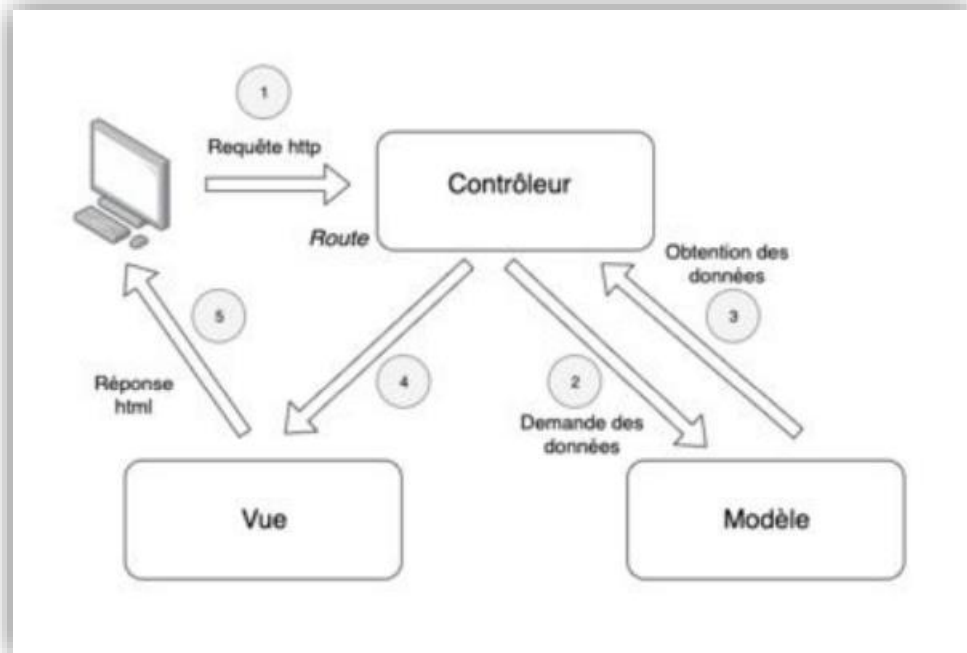 1
Requête http
Contrôleur
Route
Obtention des
données
3
5
4
2
Réponse
html
Demande des
données
Vue
Modèle